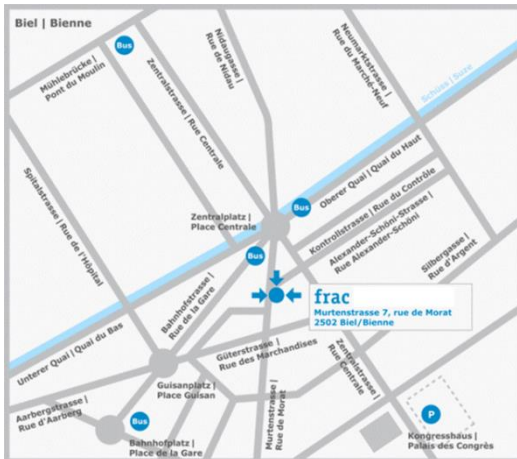 Biel | Bienne
Bus
Mühlebrücke |
Pont du Moulin
Zentralstrasse | Rue Centrale
Nidaugasse |
Rue de Nidau
Neumarktstrasse |
Rue du Marché-Neuf
Schüss | Suse
Spitalstrasse | Rue de l'Hôpital
Oberer Quai | Quai du Haut
Zentralplatz |
Place Centrale
Bus
Kontrollstrasse | Rue du Contrôle
Alexander-Schöni-Strasse |
Rue Alexander-Schöni
Silbergasse |
Rue d'Argent
Bus
Bahnhofstrasse |
Rue de la Gare
frac
Murtenstrasse 7, rue de Morat
2502 Biel/Bienne
Unterer Quai | Quai du Bas
Güterstrasse |
Rue des Marchandises
Zentralstrasse |
Rue Centrale
Guisanplatz |
Place Guisan
Murtenstrasse |
Rue de Morat
Aarbergstrasse |
Rue d'Aarberg
Bus
P
Bahnhofplatz |
Place de la Gare
Kongresshaus |
Palais des Congrès